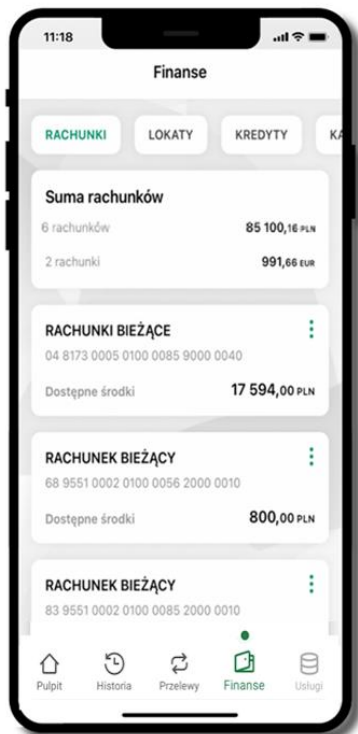 11:18
Finanse
RACHUNKI LOKATY KREDYTY KA
Suma rachunków
6 rachunków 85 100,16 PLN
2 rachunki 991,66 EUR
RACHUNKI BIEŻĄCE
04 8173 0005 0100 0085 9000 0040
Dostępne środki 17 594,00 PLN
RACHUNEK BIEŻĄCY
68 9551 0002 0100 0056 2000 0010
Dostępne środki 800,00 PLN
RACHUNEK BIEŻĄCY
83 9551 0002 0100 0085 2000 0010
Pulpit Historia Przelewy Finanse Usługi